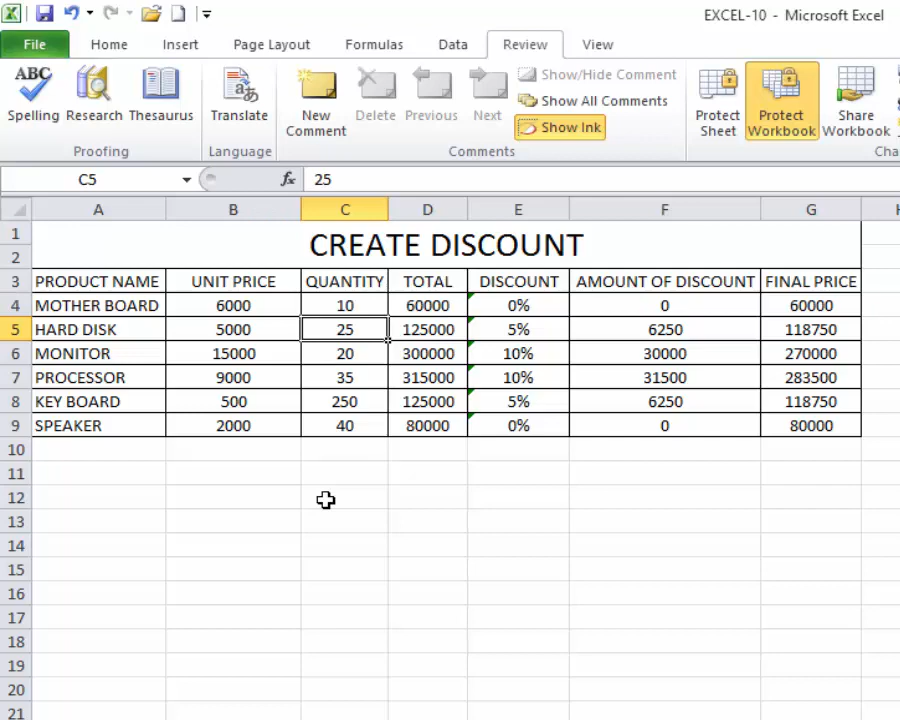 EXCEL-10 - Microsoft Excel
File Home Insert Page Layout Formulas Data Review View
ABC
Spelling Research Thesaurus
Proofing
Translate
Language
New Comment
Delete Previous Next
Show/Hide Comment
Show All Comments
Show Ink
Comments
Protect Sheet
Protect Workbook
Share Workbook
Cha
C5 fx 25
A B C D E F G H
1
2 CREATE DISCOUNT
3 PRODUCT NAME UNIT PRICE QUANTITY TOTAL DISCOUNT AMOUNT OF DISCOUNT FINAL PRICE
4 MOTHER BOARD 6000 10 60000 0% 0 60000
5 HARD DISK 5000 25 125000 5% 6250 118750
6 MONITOR 15000 20 300000 10% 30000 270000
7 PROCESSOR 9000 35 315000 10% 31500 283500
8 KEY BOARD 500 250 125000 5% 6250 118750
9 SPEAKER 2000 40 80000 0% 0 80000
10
11
12
13
14
15
16
17
18
19
20
21